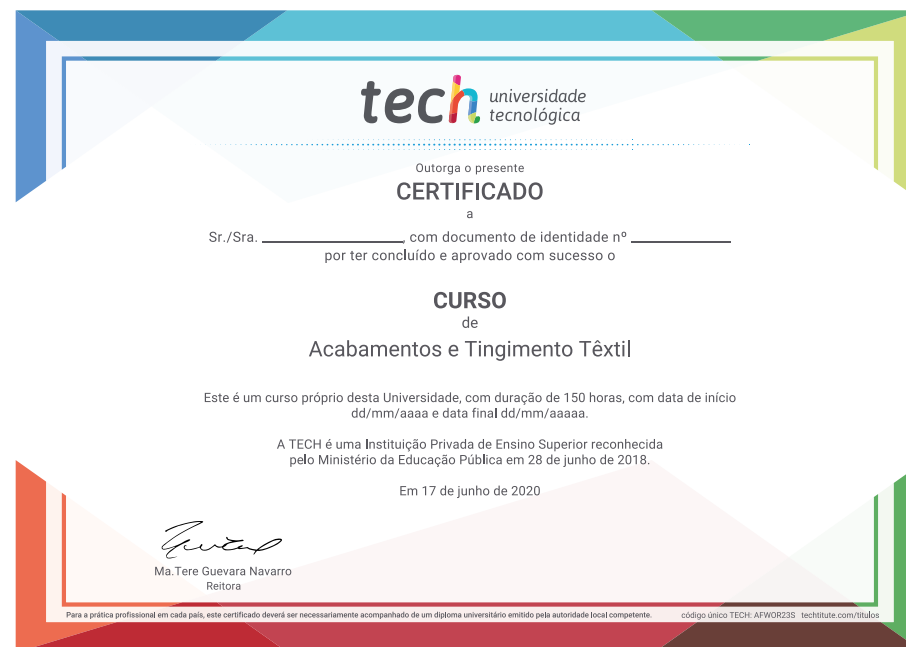 tech universidade
tecnológica
Outorga o presente
CERTIFICADO
a
Sr./Sra. _________________, com documento de identidade nº ____________
por ter concluído e aprovado com sucesso o
CURSO
de
Acabamentos e Tingimento Têxtil
Este é um curso próprio desta Universidade, com duração de 150 horas, com data de início
dd/mm/aaaa e data final dd/mm/aaaaa.
A TECH é uma Instituição Privada de Ensino Superior reconhecida
pelo Ministério da Educação Pública em 28 de junho de 2018.
Em 17 de junho de 2020
Ma.Tere Guevara Navarro
Reitora
Para a prática profissional em cada país, este certificado deverá ser necessariamente acompanhado de um diploma universitário emitido pela autoridade local competente. código único TECH: AFWOR23S techtitute.com/titulos